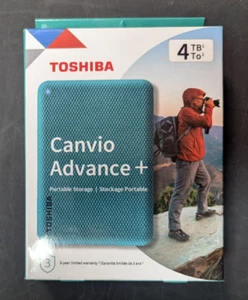 TOSHIBA
4 TB¹
To¹
Canvio
Advance +
Portable Storage | Stockage Portable
TOSHIBA
3